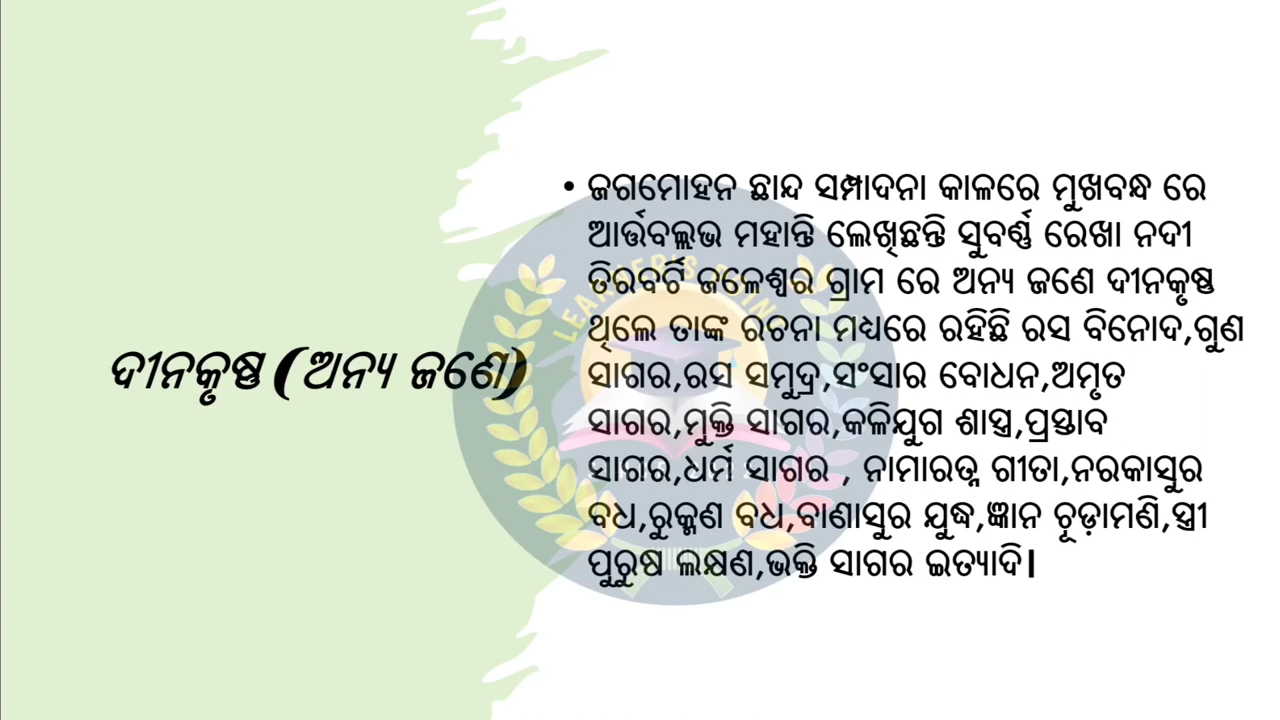 ଦୀନକୃଷ୍ଣ (ଅନ୍ୟ ଜଣେ)
• ଜଗମୋହନ ଛାନ୍ଦ ସମ୍ପାଦନା କାଳରେ ମୁଖବନ୍ଧ ରେ
ଆର୍ତ୍ତବଲ୍ଲଭ ମହାନ୍ତି ଲେଖିଛନ୍ତି ସୁବର୍ଣ୍ଣ ରେଖା ନଦୀ
ତିରବର୍ଚି ଜଳେଶ୍ୱର ଗ୍ରାମ ରେ ଅନ୍ୟ ଜଣେ ଦୀନକୃଷ୍ଣ
ଥିଲେ ତାଙ୍କ ରଚନା ମଧ୍ୟରେ ରହିଛି ରସ ବିନୋଦ,ଗୁଣ
ସାଗର,ରସ ସମୁଦ୍ର,ସଂସାର ବୋଧନ,ଅମୃତ
ସାଗର,ମୁକ୍ତି ସାଗର,କଳିଯୁଗ ଶାସ୍ତ୍ର,ପ୍ରସ୍ତାବ
ସାଗର,ଧର୍ମ ସାଗର , ନାମାରତ୍ନ ଗୀତା,ନରକାସୁର
ବଧ,ରୁକ୍ମଣ ବଧ,ବାଣାସୁର ଯୁଦ୍ଧ,ଜ୍ଞାନ ଚୂଡ଼ାମଣି,ସ୍ତ୍ରୀ
ପୁରୁଷ ଲକ୍ଷଣ,ଭକ୍ତି ସାଗର ଇତ୍ୟାଦି।